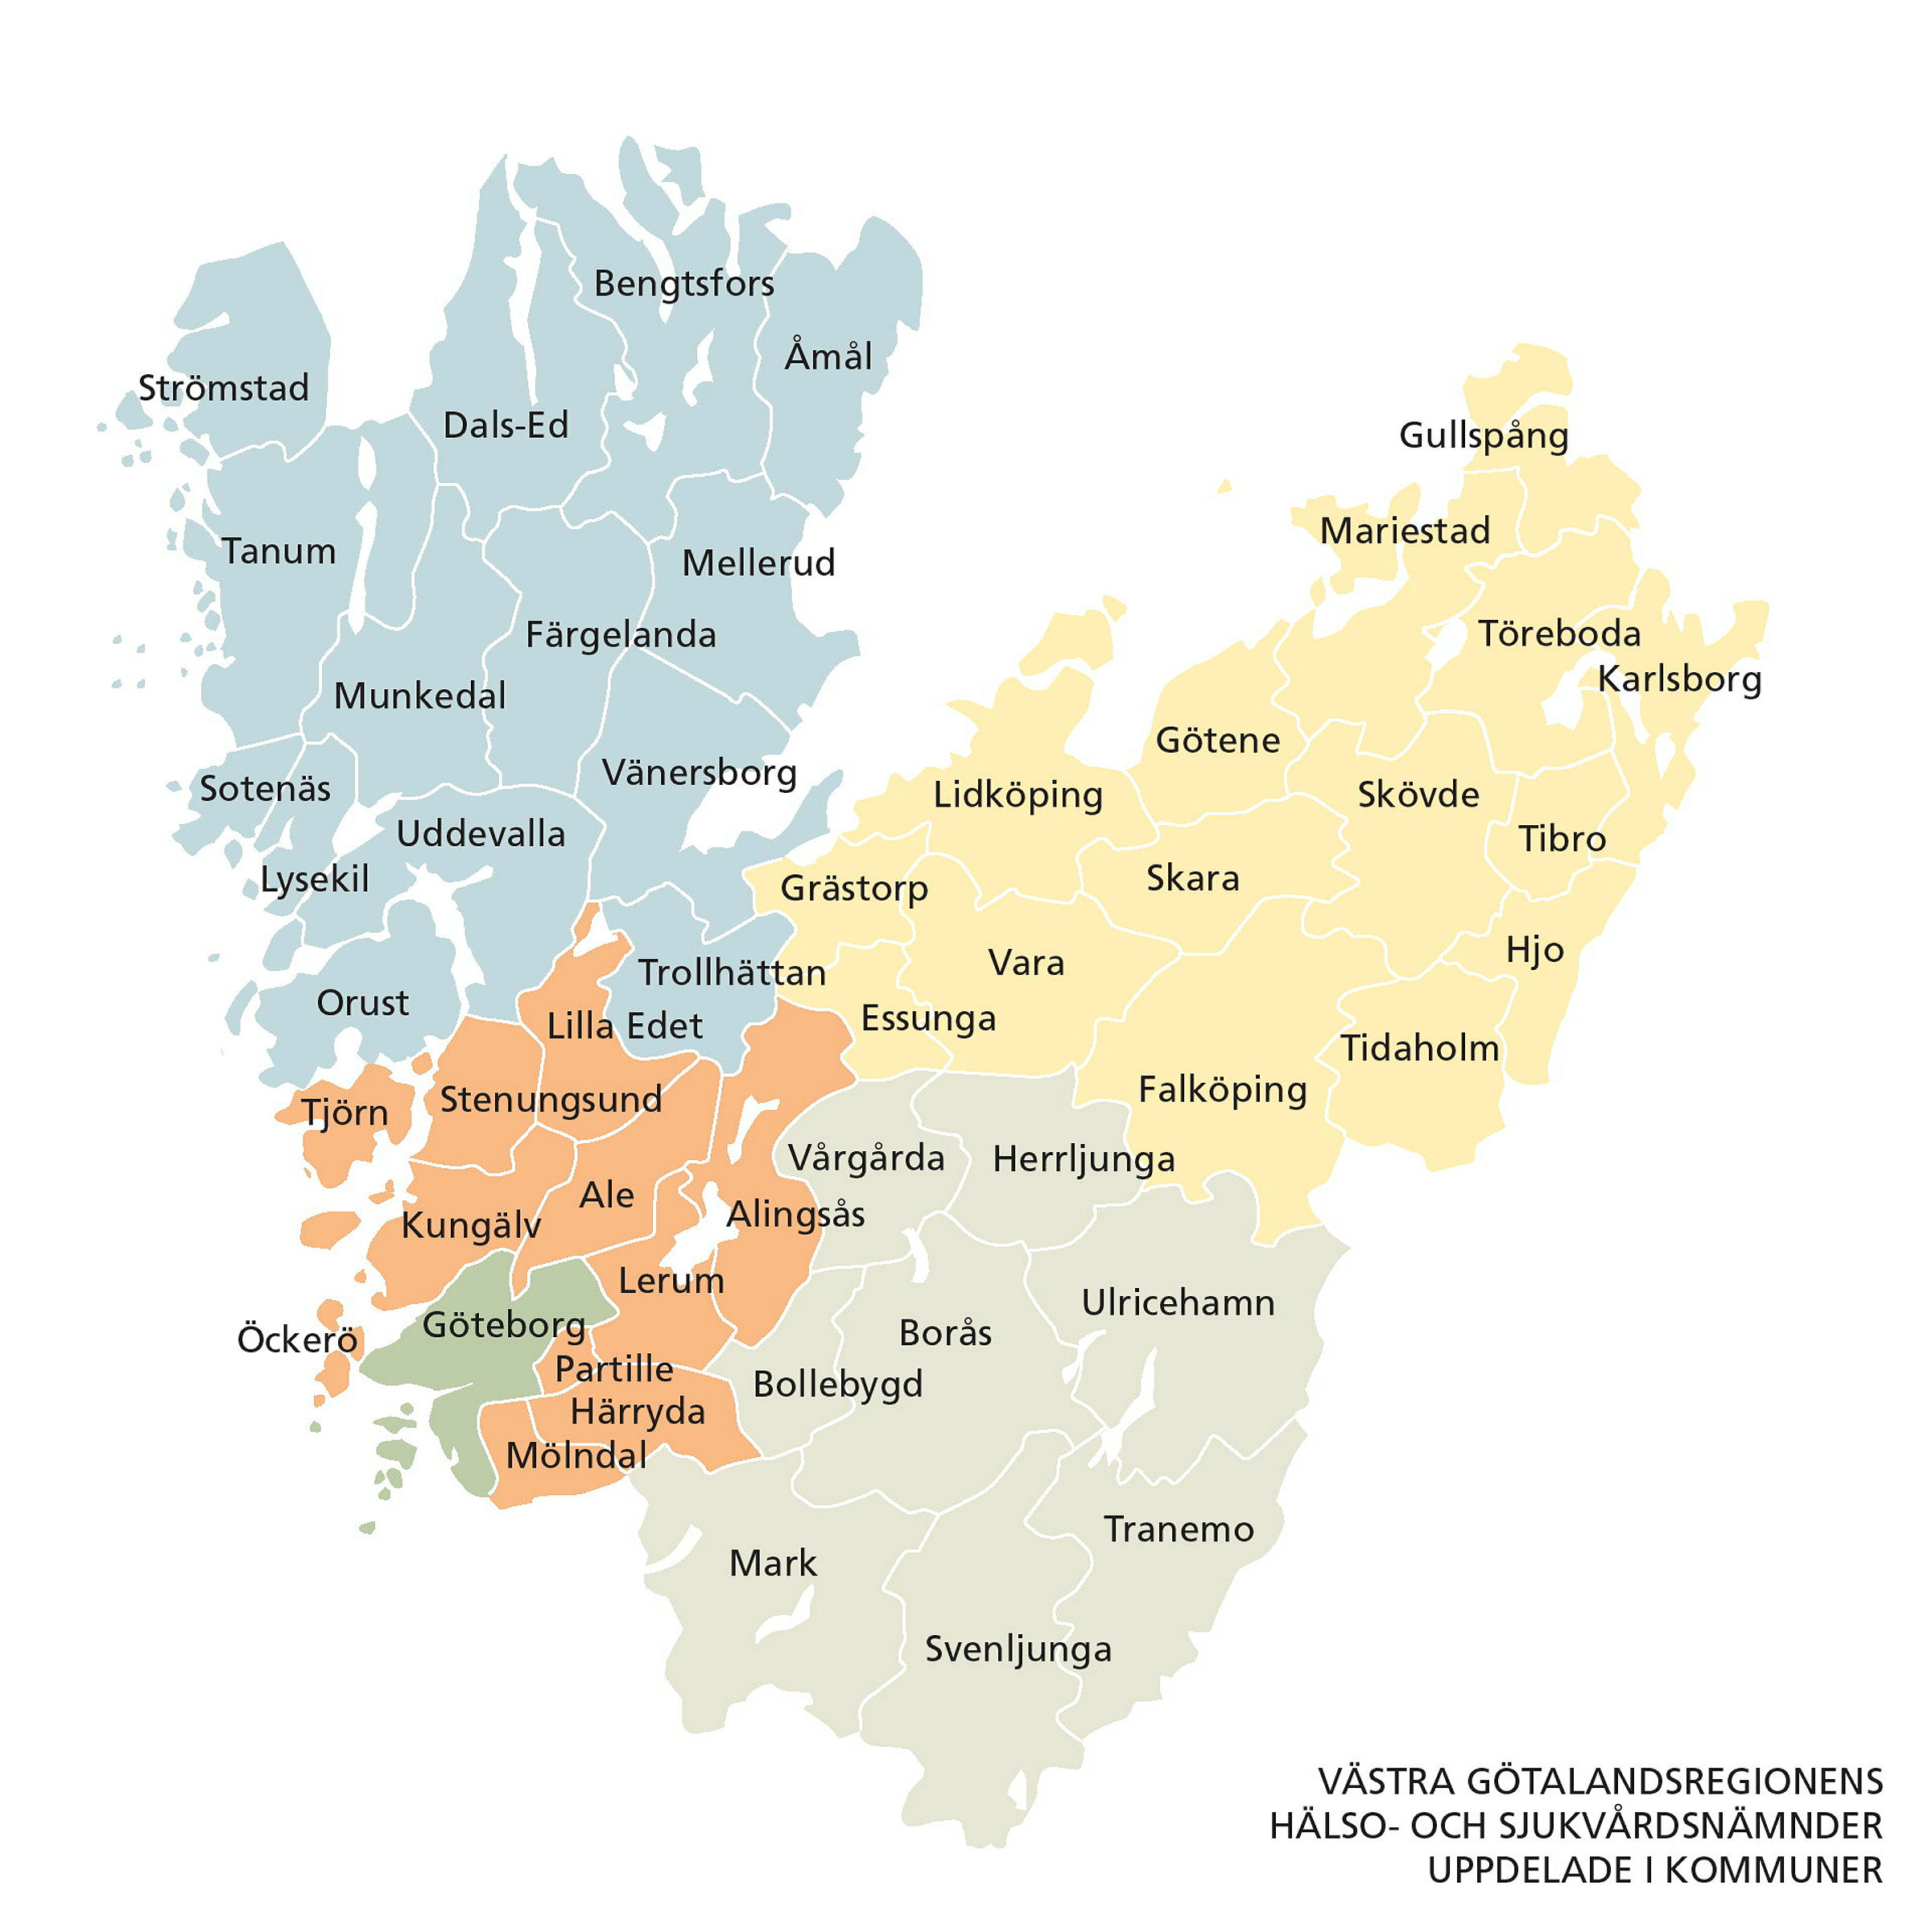 Bengtsfors
Åmål
Strömstad
Dals-Ed
Gullspång
Mariestad
Tanum
Mellerud
Färgelanda
Töreboda
Karlsborg
Munkedal
Götene
Vänersborg
Sotenäs
Lidköping
Skövde
Uddevalla
Tibro
Lysekil
Grästorp
Skara
Hjo
Vara
Trollhättan
Orust
Essunga
Lilla Edet
Tidaholm
Falköping
Stenungsund
Tjörn
Vårgårda
Herrljunga
Ale
Alingsås
Kungälv
Lerum
Ulricehamn
Göteborg
Borås
Öckerö
Partille
Bollebygd
Härryda
Mölndal
Tranemo
Mark
Svenljunga
VÄSTRA GÖTALANDSREGIONENS
HÄLSO- OCH SJUKVÅRDSNÄMNDER
UPPDELADE I KOMMUNER